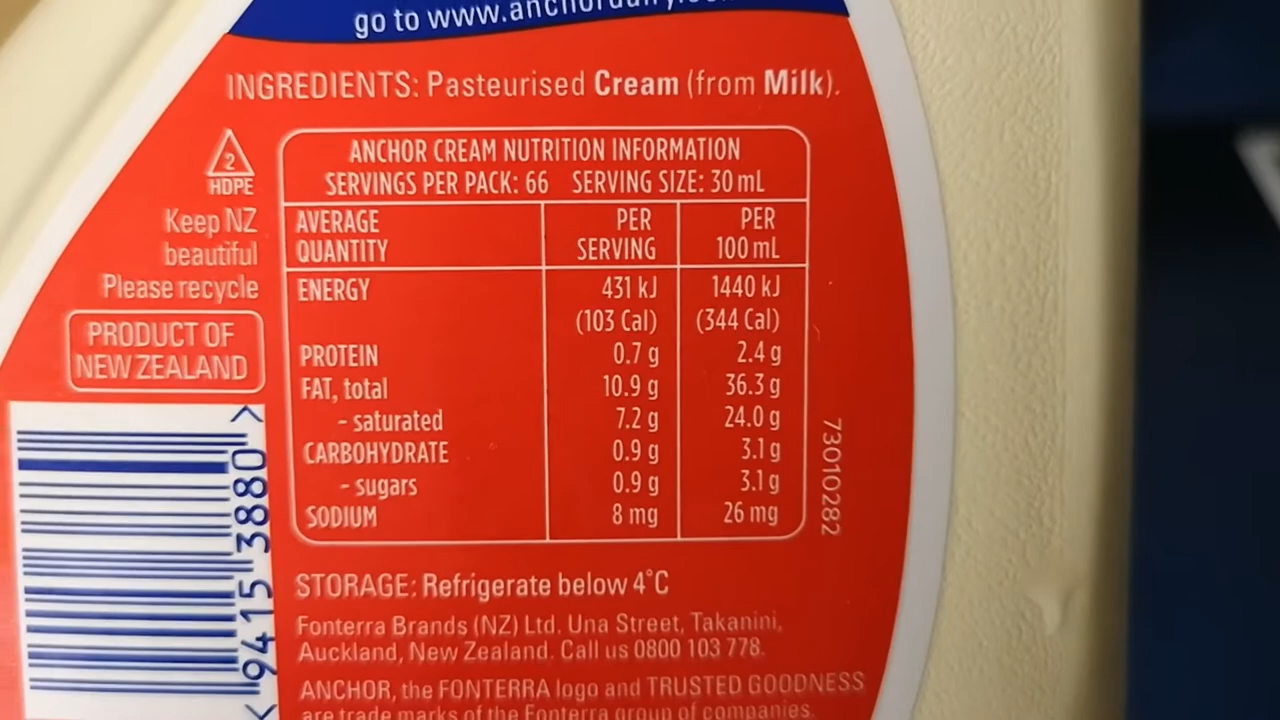 go to www.anchordairy.
INGREDIENTS: Pasteurised Cream (from Milk).
2
HDPE
Keep NZ
beautiful
Please recycle
PRODUCT OF
NEW ZEALAND
ANCHOR CREAM NUTRITION INFORMATION
SERVINGS PER PACK: 66 SERVING SIZE: 30 mL
AVERAGE QUANTITY PER SERVING PER 100 mL
ENERGY 431 kJ 1440 kJ
(103 Cal) (344 Cal)
PROTEIN 0.7 g 2.4 g
FAT, total 10.9 g 36.3 g
- saturated 7.2 g 24.0 g
CARBOHYDRATE 0.9 g 3.1 g
- sugars 0.9 g 3.1 g
SODIUM 8 mg 26 mg
73010282
9415 3880 >
STORAGE: Refrigerate below 4°C
Fonterra Brands (NZ) Ltd. Una Street, Takanini,
Auckland, New Zealand. Call us 0800 103 778.
ANCHOR, the FONTERRA logo and TRUSTED GOODNESS
are trade marks of the Fonterra group of companies.